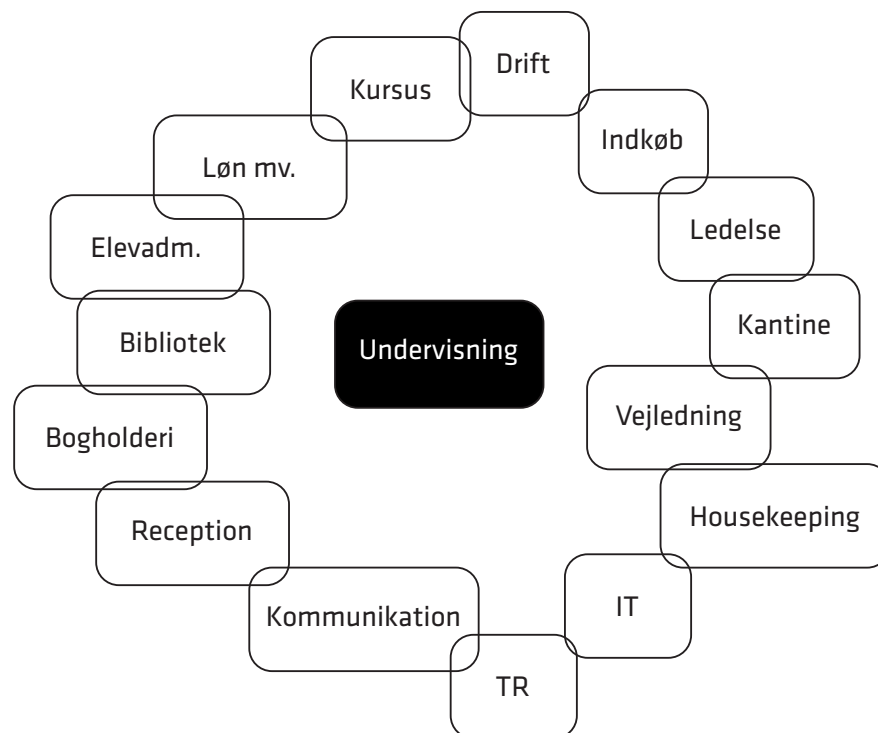 Drift
Kursus
Indkøb
Løn mv.
Ledelse
Elevadm.
Kantine
Bibliotek
Undervisning
Vejledning
Bogholderi
Housekeeping
Reception
IT
Kommunikation
TR